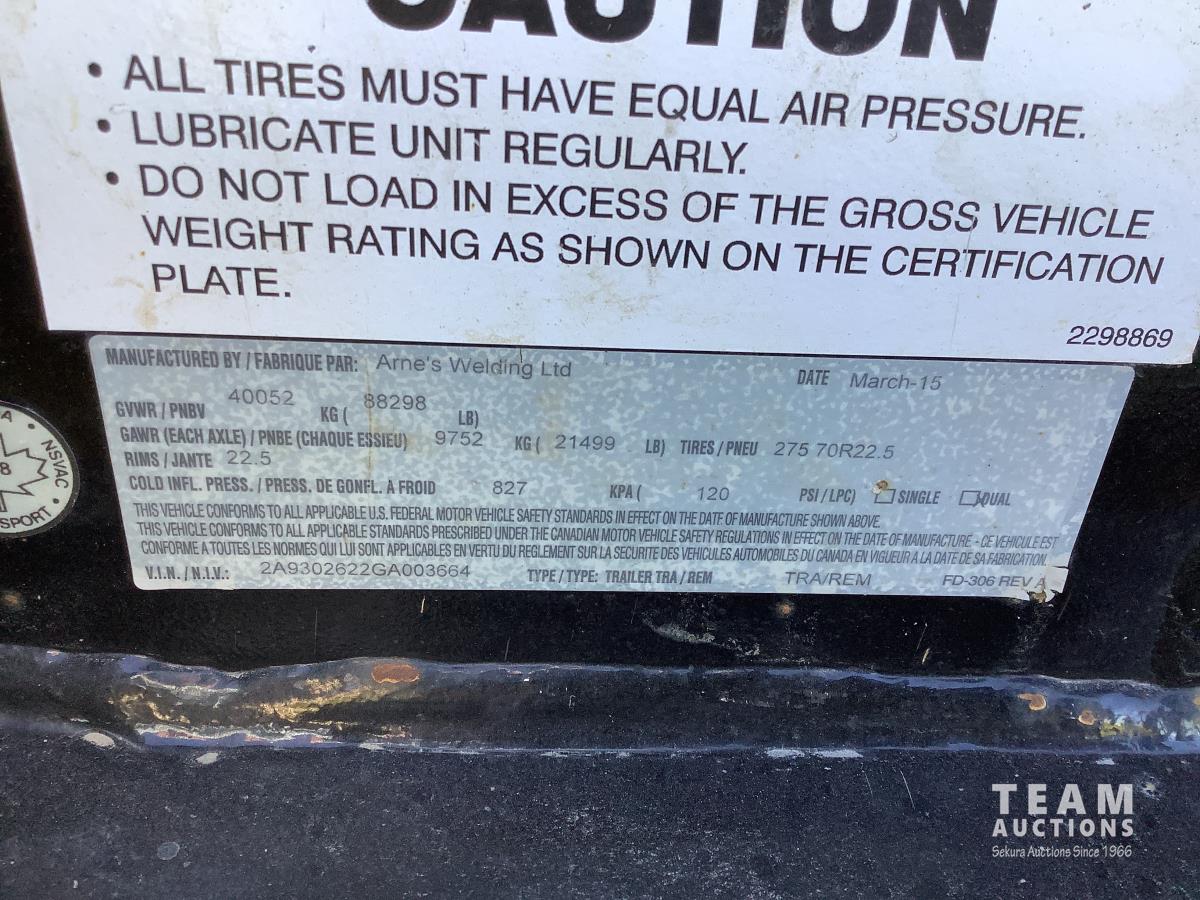 CAUTION
• ALL TIRES MUST HAVE EQUAL AIR PRESSURE.
• LUBRICATE UNIT REGULARLY.
• DO NOT LOAD IN EXCESS OF THE GROSS VEHICLE
WEIGHT RATING AS SHOWN ON THE CERTIFICATION
PLATE.
2298869
MANUFACTURED BY / FABRIQUE PAR: Arne's Welding Ltd DATE March-15
GVWR / PNBV 40052 KG ( 88298 LB)
GAWR (EACH AXLE) / PNBE (CHAQUE ESSIEU) 9752 KG ( 21499 LB) TIRES / PNEU 275 70R22.5
RIMS / JANTE 22.5
COLD INFL. PRESS. / PRESS. DE GONFL. À FROID 827 KPA ( 120 PSI / LPC) SINGLE DUAL
THIS VEHICLE CONFORMS TO ALL APPLICABLE U.S. FEDERAL MOTOR VEHICLE SAFETY STANDARDS IN EFFECT ON THE DATE OF MANUFACTURE SHOWN ABOVE.
THIS VEHICLE CONFORMS TO ALL APPLICABLE STANDARDS PRESCRIBED UNDER THE CANADIAN MOTOR VEHICLE SAFETY REGULATIONS IN EFFECT ON THE DATE OF MANUFACTURE - CE VEHICULE EST
CONFORME A TOUTES LES NORMES QUI LUI SONT APPLICABLES EN VERTU DU REGLEMENT SUR LA SECURITE DES VEHICULES AUTOMOBILES DU CANADA EN VIGUEUR A LA DATE DE SA FABRICATION.
V.I.N. / N.I.V.: 2A9302622GA003664 TYPE / TYPE: TRAILER TRA / REM TRA/REM FD-306 REV A
NSVAC
8
TEAM
AUCTIONS
Sekura Auctions Since 1966